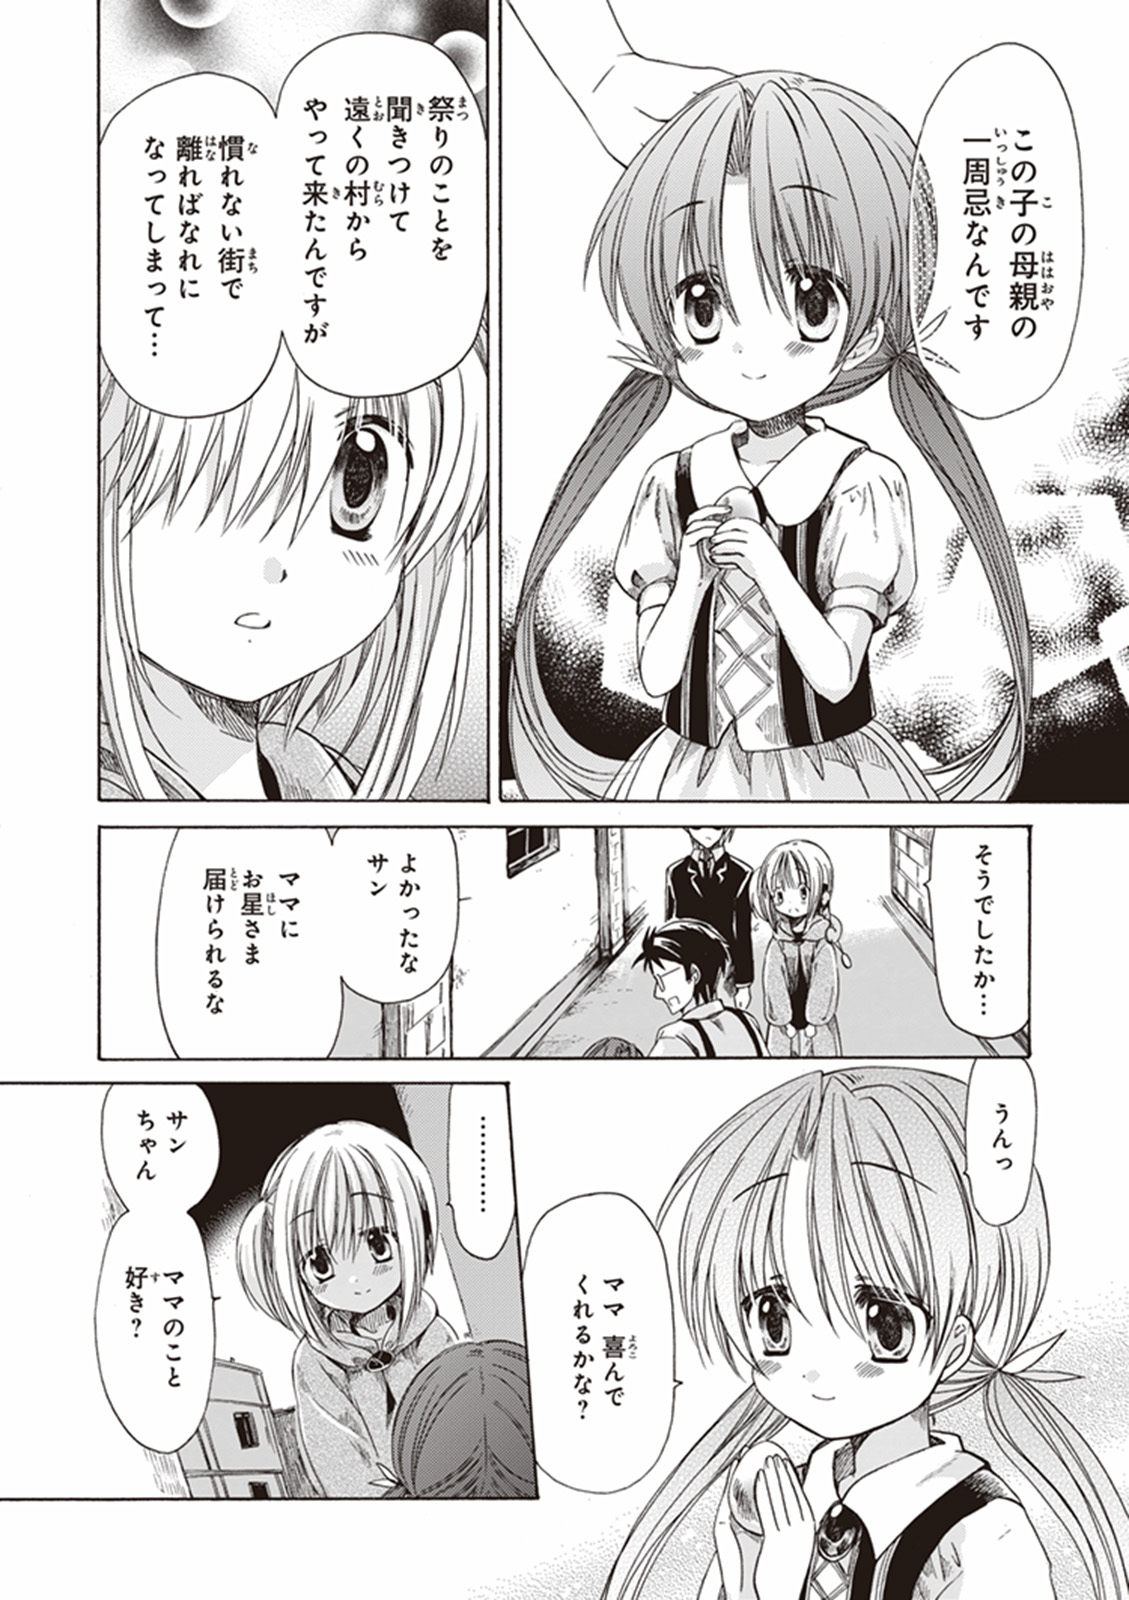 この子の母親の
一周忌なんです
祭りのことを
聞きつけて
遠くの村から
やって来たんですが
慣れない街で
離ればなれに
なってしまって…
そうでしたか…
よかったな
サン
ママに
お星さま
届けられるな
うんっ
ママ 喜んで
くれるかな?
…………
サン
ちゃん
ママのこと
好き?